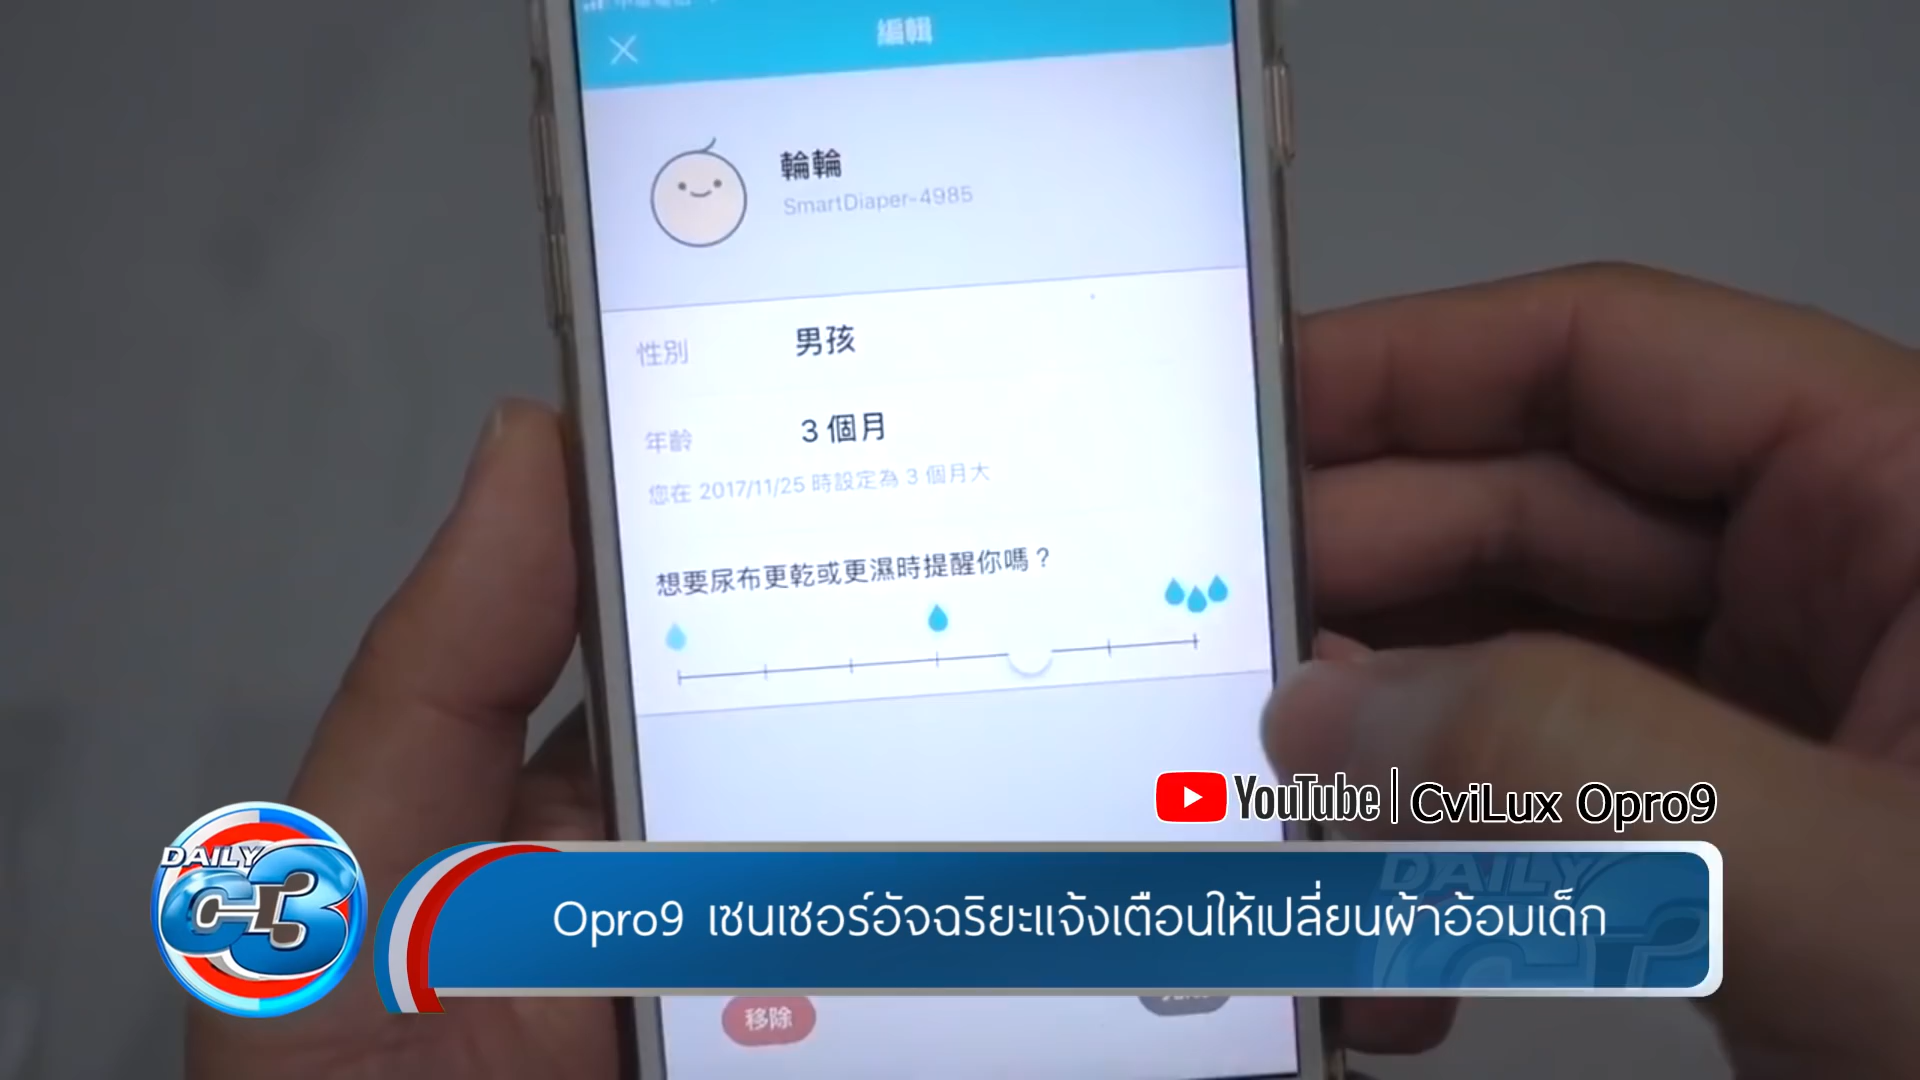 編輯
輪輪
SmartDiaper-4985
性別 男孩
年齡 3 個月
您在 2017/11/25 時設定為 3 個月大
想要尿布更乾或更濕時提醒你嗎？
YouTube | CviLux Opro9
DAILY
C3
Opro9 เซนเซอร์อัจฉริยะแจ้งเตือนให้เปลี่ยนผ้าอ้อมเด็ก
移除